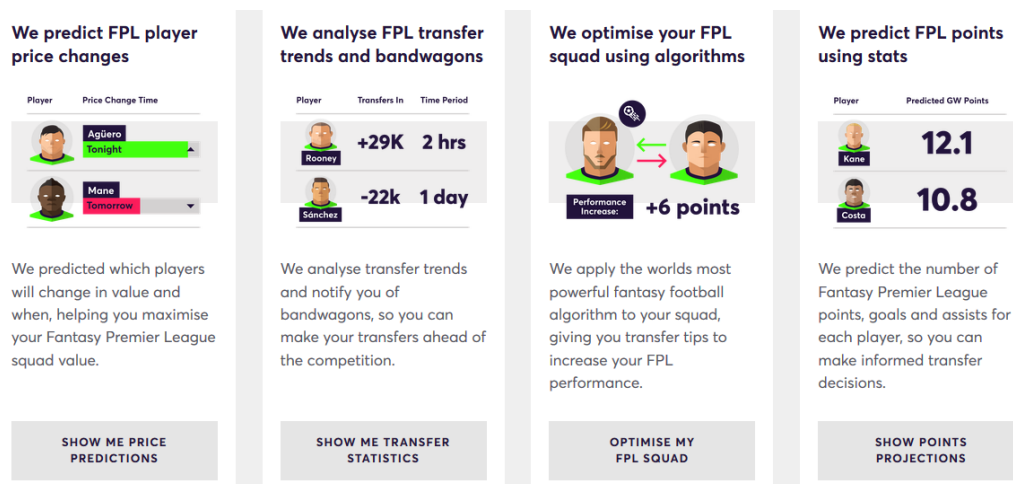 We predict FPL player
price changes
Player Price Change Time
Agüero
Tonight
Mane
Tomorrow
We predicted which players
will change in value and
when, helping you maximise
your Fantasy Premier League
squad value.
SHOW ME PRICE
PREDICTIONS
We analyse FPL transfer
trends and bandwagons
Player Transfers In Time Period
Rooney
+29K 2 hrs
Sánchez
-22k 1 day
We analyse transfer trends
and notify you of
bandwagons, so you can
make your transfers ahead of
the competition.
SHOW ME TRANSFER
STATISTICS
We optimise your FPL
squad using algorithms
Performance
Increase:
+6 points
We apply the worlds most
powerful fantasy football
algorithm to your squad,
giving you transfer tips to
increase your FPL
performance.
OPTIMISE MY
FPL SQUAD
We predict FPL points
using stats
Player Predicted GW Points
Kane
12.1
Costa
10.8
We predict the number of
Fantasy Premier League
points, goals and assists for
each player, so you can
make informed transfer
decisions.
SHOW POINTS
PROJECTIONS